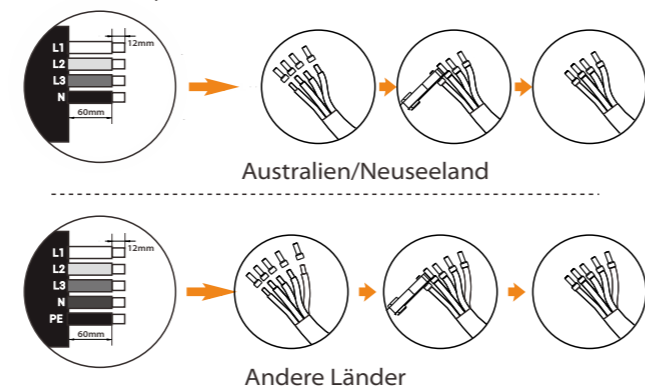 12mm
L1
L2
L3
N
60mm
Australien/Neuseeland
12mm
L1
L2
L3
N
PE
60mm
Andere Länder